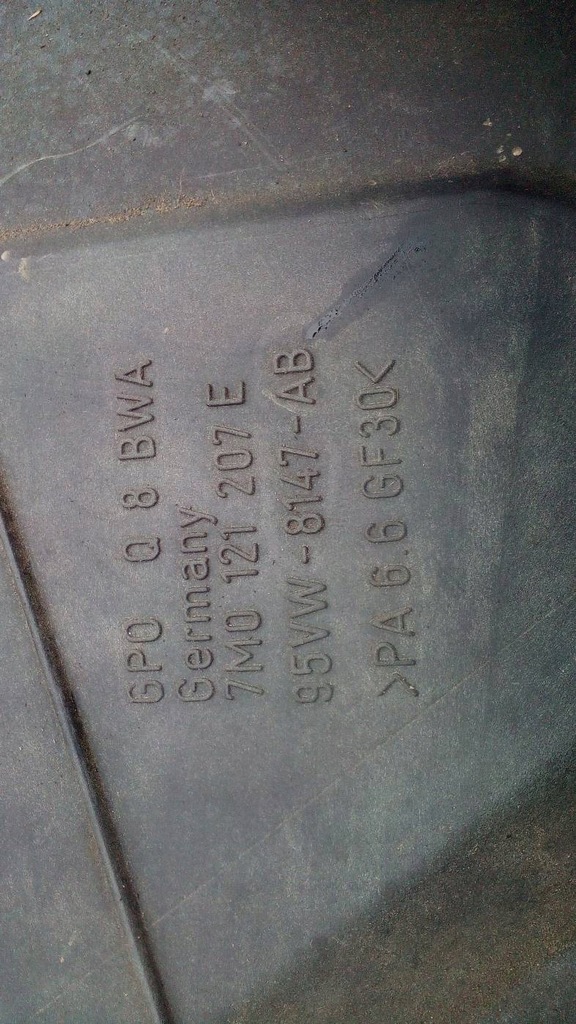 GPO Q 8 BWA
Germany
7M0 121 207 E
95VW-8147-AB
>PA 6.6 GF30<